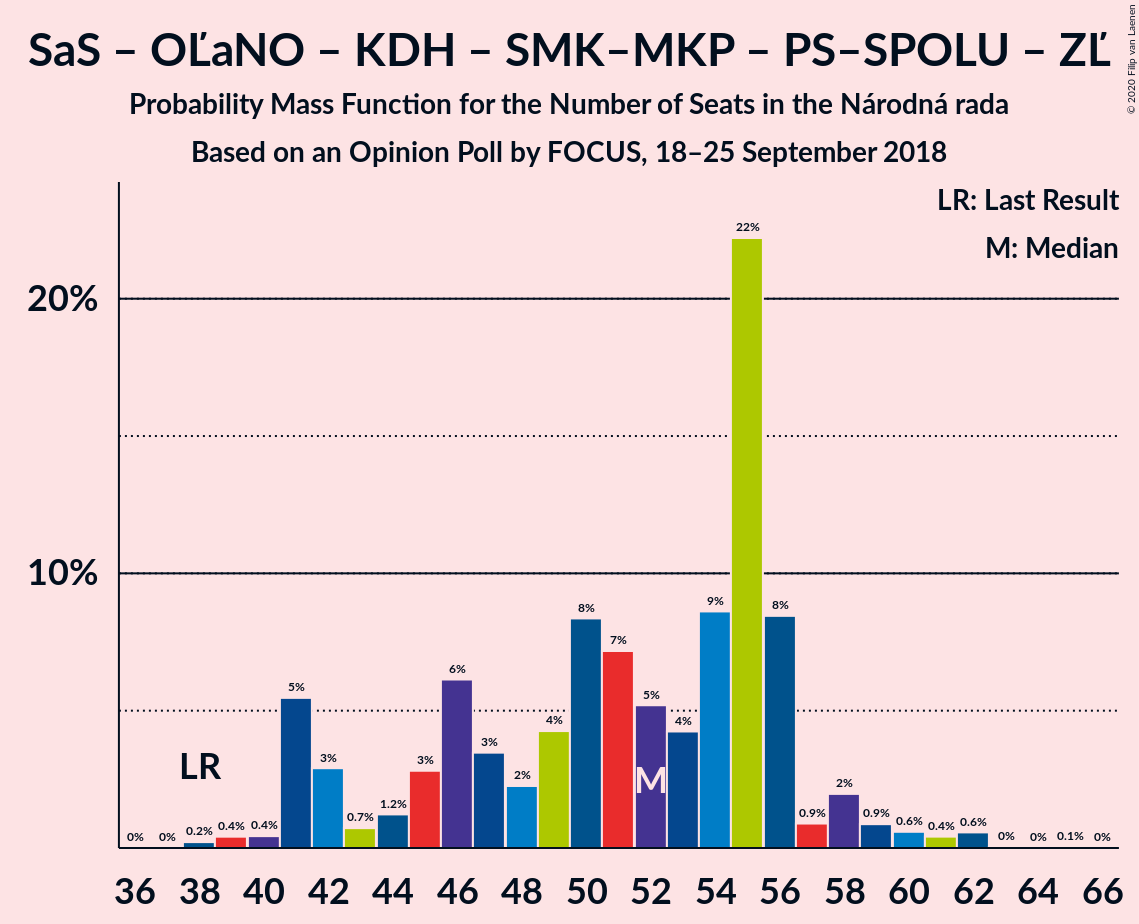 SaS – OĽaNO – KDH – SMK–MKP – PS–SPOLU – ZĽ
Probability Mass Function for the Number of Seats in the Národná rada
Based on an Opinion Poll by FOCUS, 18–25 September 2018
© 2020 Filip van Laenen
LR: Last Result
M: Median
20%
10%
0% 0% 0.2% 0.4% 0.4% 5% 3% 0.7% 1.2% 3% 6% 3% 2% 4% 8% 7% 5% 4% 9% 22% 8% 0.9% 2% 0.9% 0.6% 0.4% 0.6% 0% 0% 0.1% 0%
LR
M
36 38 40 42 44 46 48 50 52 54 56 58 60 62 64 66